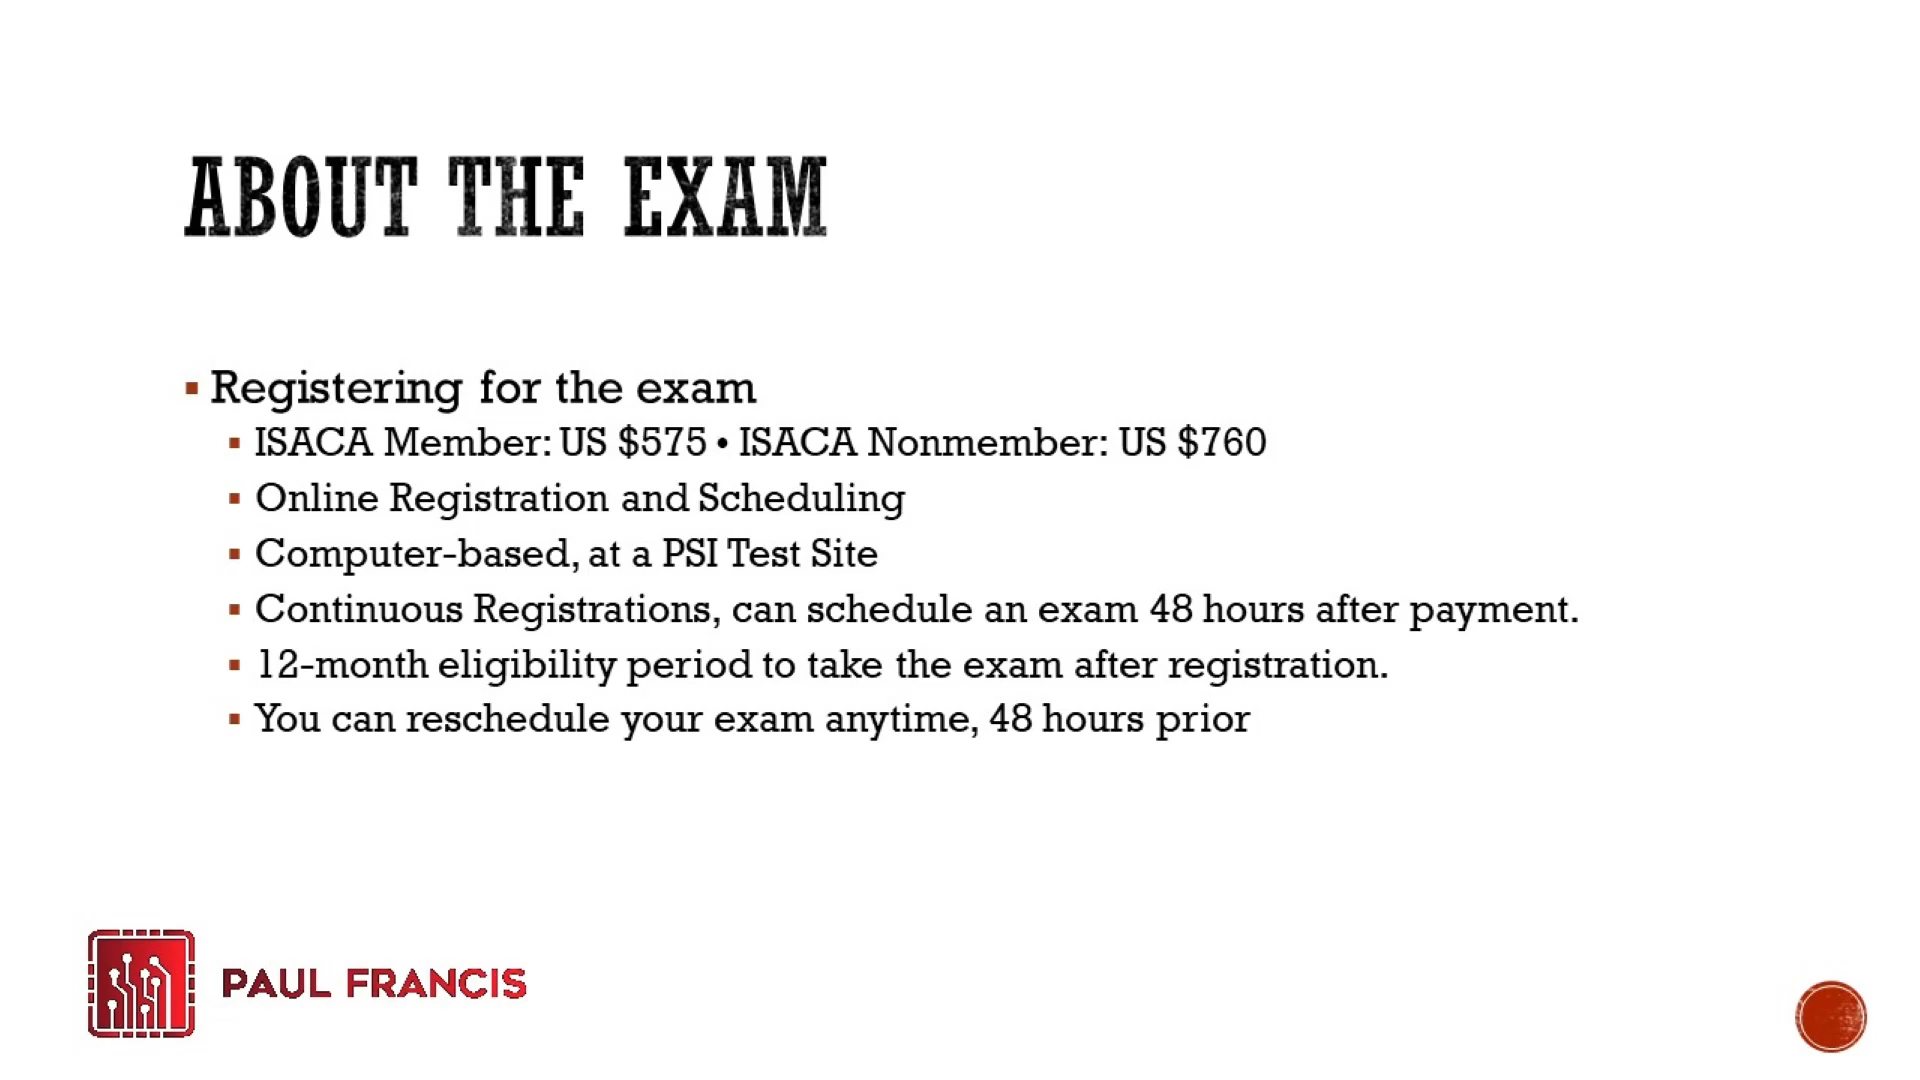 ABOUT THE EXAM
▪ Registering for the exam
▪ ISACA Member: US $575 • ISACA Nonmember: US $760
▪ Online Registration and Scheduling
▪ Computer-based, at a PSI Test Site
▪ Continuous Registrations, can schedule an exam 48 hours after payment.
▪ 12-month eligibility period to take the exam after registration.
▪ You can reschedule your exam anytime, 48 hours prior
PAUL FRANCIS